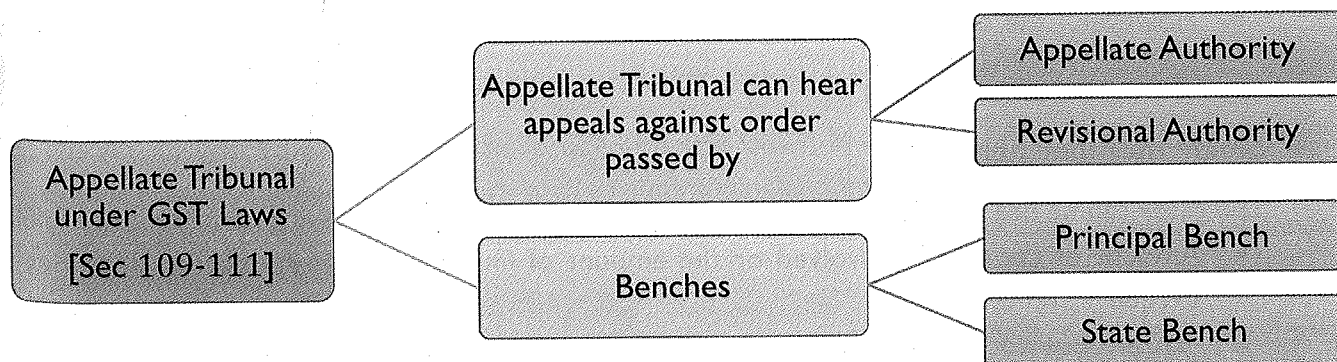 Appellate Tribunal
under GST Laws
[Sec 109-111]
Appellate Tribunal can hear
appeals against order
passed by
Appellate Authority
Revisional Authority
Benches
Principal Bench
State Bench